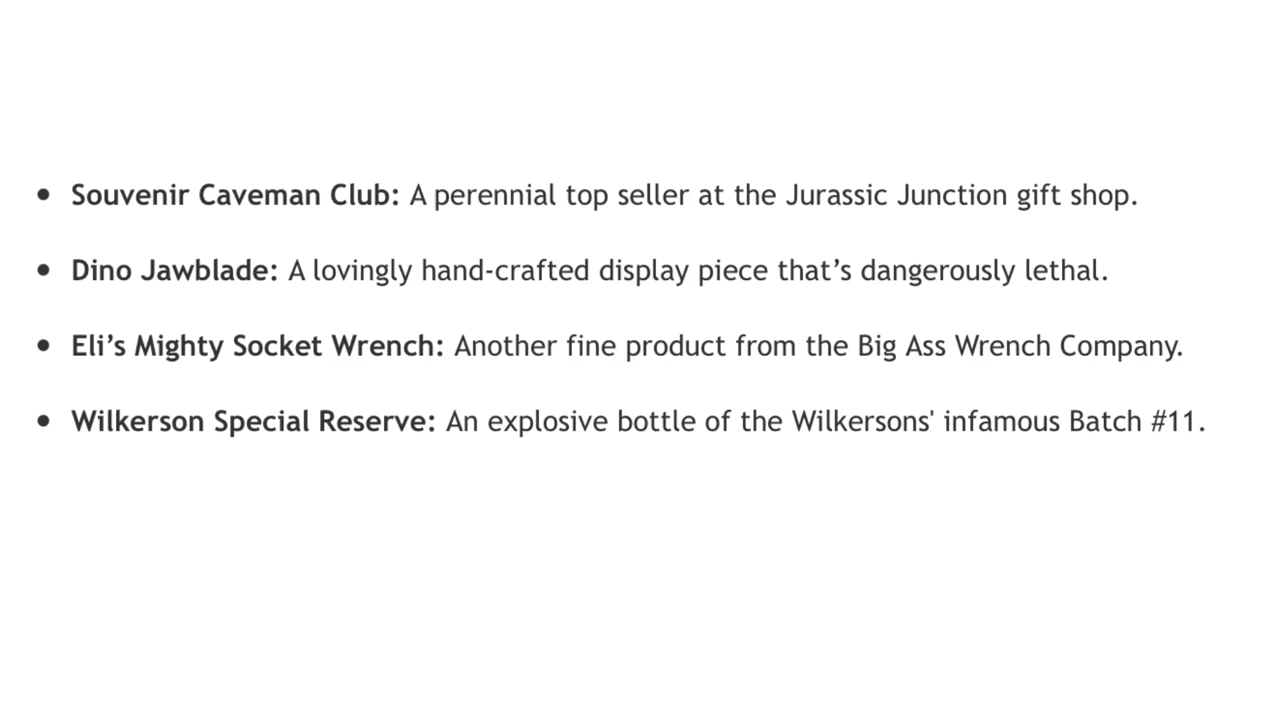 • Souvenir Caveman Club: A perennial top seller at the Jurassic Junction gift shop.
• Dino Jawblade: A lovingly hand-crafted display piece that’s dangerously lethal.
• Eli’s Mighty Socket Wrench: Another fine product from the Big Ass Wrench Company.
• Wilkerson Special Reserve: An explosive bottle of the Wilkersons' infamous Batch #11.